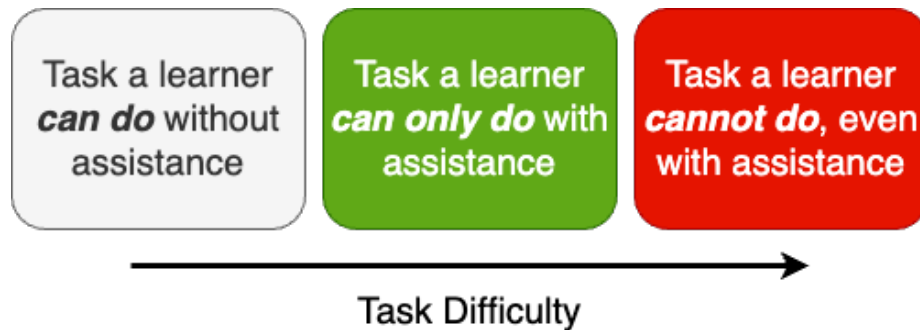 Task a learner
can do without
assistance
Task a learner
can only do with
assistance
Task a learner
cannot do, even
with assistance
Task Difficulty